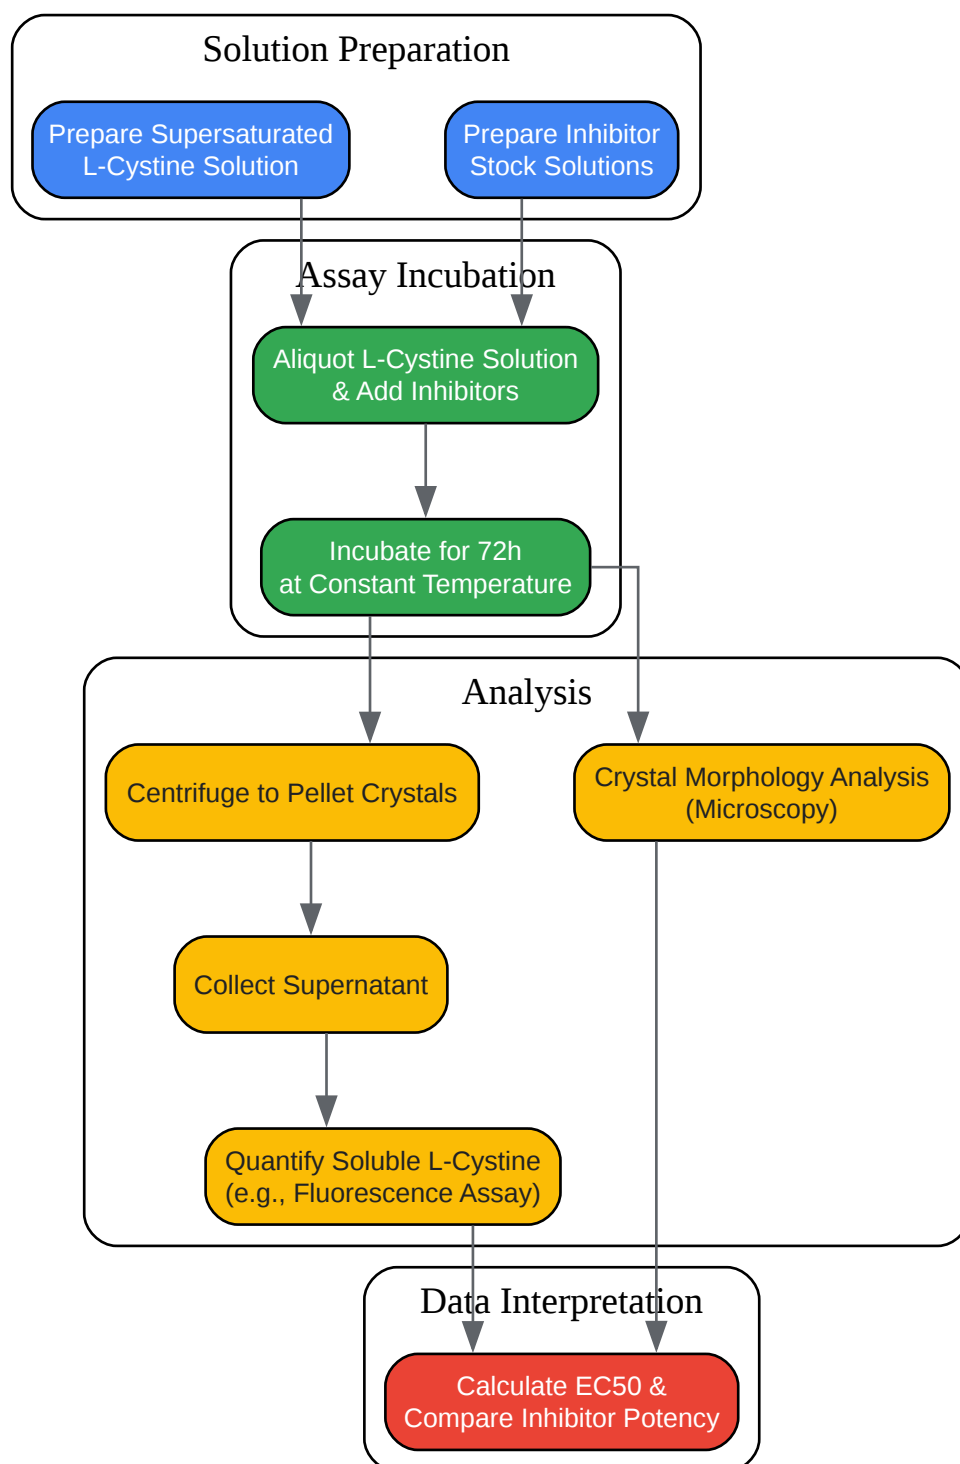 Solution Preparation
Prepare Supersaturated
L-Cystine Solution
Prepare Inhibitor
Stock Solutions
Assay Incubation
Aliquot L-Cystine Solution
& Add Inhibitors
Incubate for 72h
at Constant Temperature
Analysis
Centrifuge to Pellet Crystals
Crystal Morphology Analysis
(Microscopy)
Collect Supernatant
Quantify Soluble L-Cystine
(e.g., Fluorescence Assay)
Data Interpretation
Calculate EC50 &
Compare Inhibitor Potency